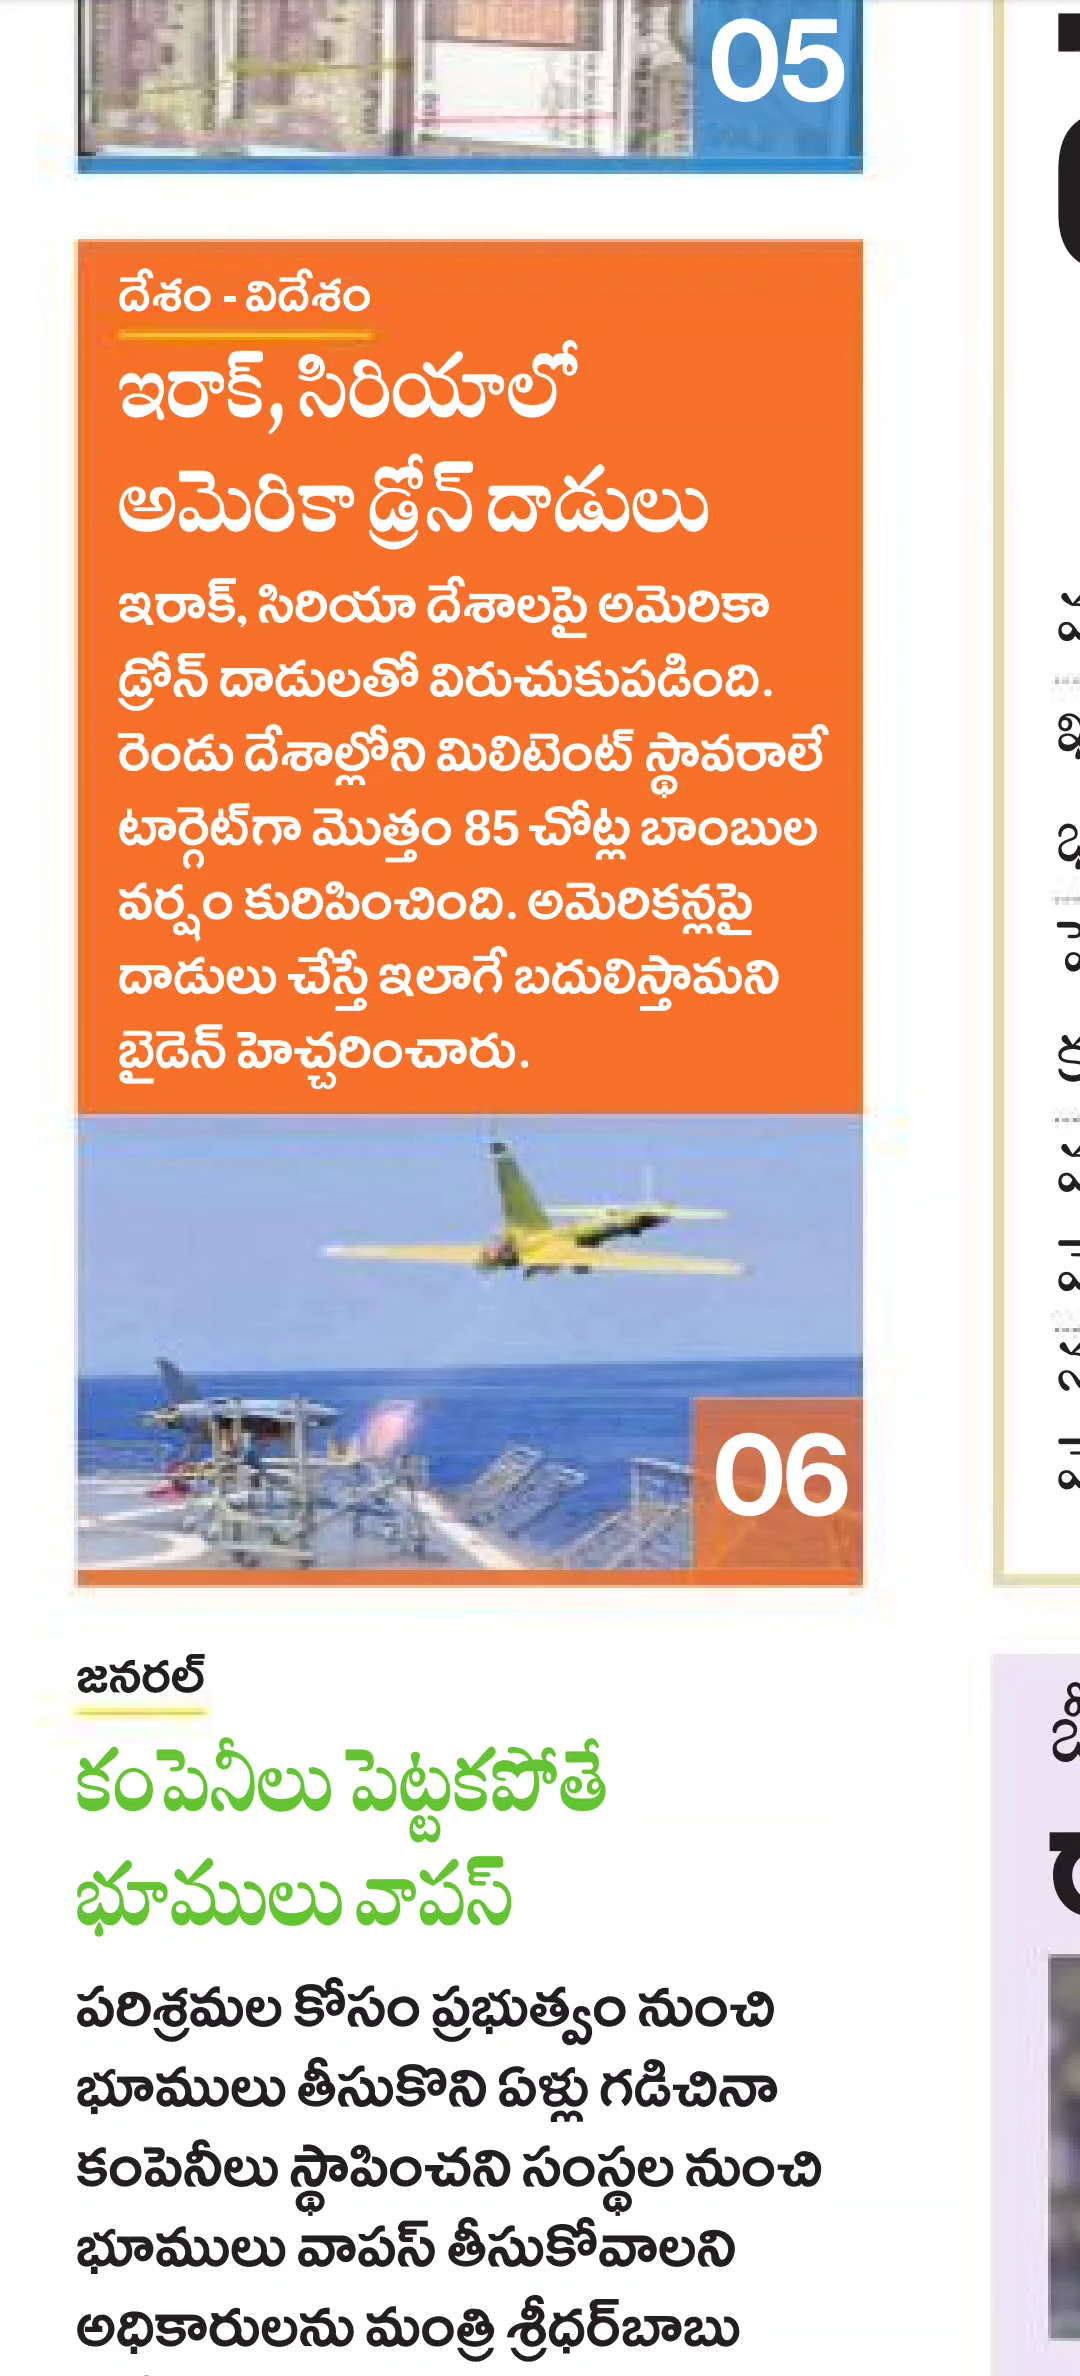 05
దేశం - విదేశం
ఇరాక్, సిరియాలో
అమెరికా డ్రోన్ దాడులు
ఇరాక్, సిరియా దేశాలపై అమెరికా
డ్రోన్ దాడులతో విరుచుకుపడింది.
రెండు దేశాల్లోని మిలిటెంట్ స్థావరాలే
టార్గెట్‌గా మొత్తం 85 చోట్ల బాంబుల
వర్షం కురిపించింది. అమెరికన్లపై
దాడులు చేస్తే ఇలాగే బదులిస్తామని
బైడెన్ హెచ్చరించారు.
06
జనరల్
కంపెనీలు పెట్టకపోతే
భూములు వాపస్
పరిశ్రమల కోసం ప్రభుత్వం నుంచి
భూములు తీసుకొని ఏళ్లు గడిచినా
కంపెనీలు స్థాపించని సంస్థల నుంచి
భూములు వాపస్ తీసుకోవాలని
అధికారులను మంత్రి శ్రీధర్‌బాబు